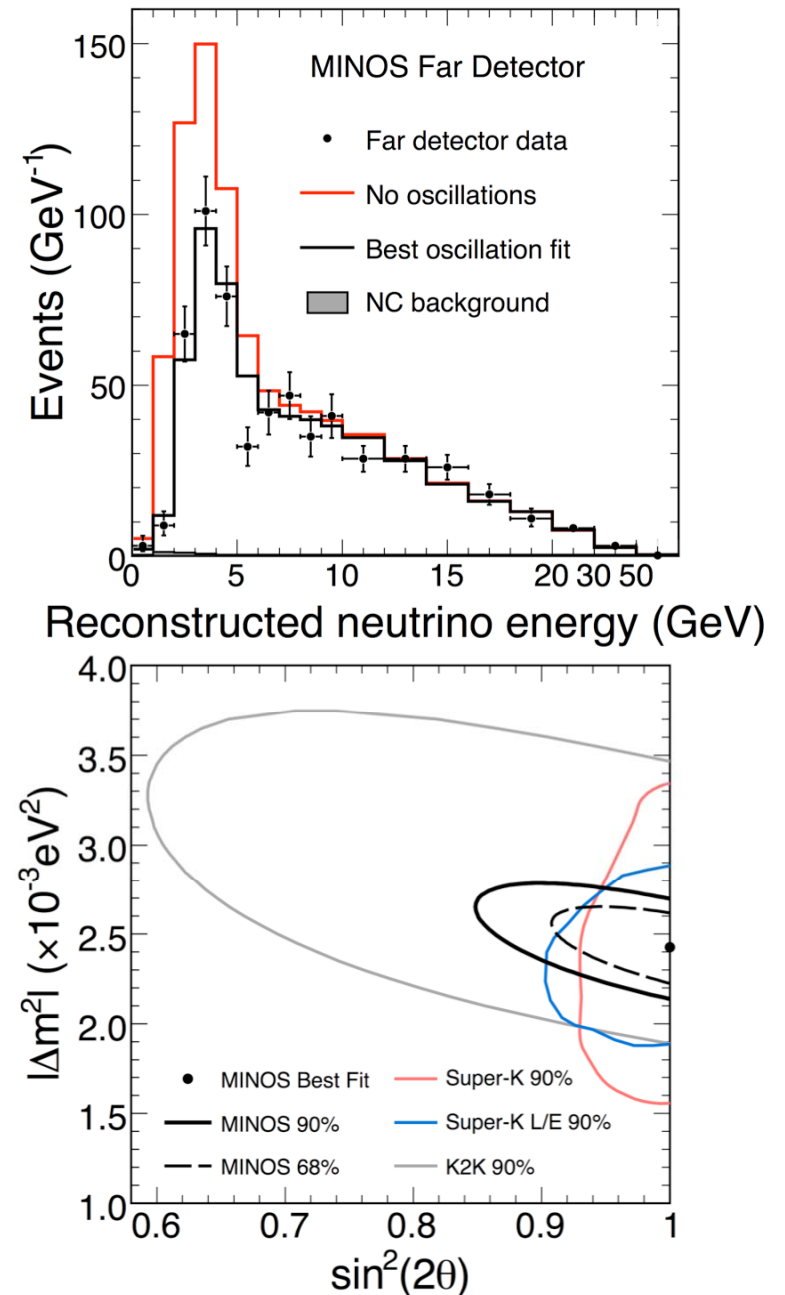 150
100
50
0
Events (GeV⁻¹)
MINOS Far Detector
Far detector data
No oscillations
Best oscillation fit
NC background
0 5 10 15 20 30 50
Reconstructed neutrino energy (GeV)
4.0
3.5
3.0
2.5
2.0
1.5
1.0
|Δm²| (×10⁻³eV²)
MINOS Best Fit
MINOS 90%
MINOS 68%
Super-K 90%
Super-K L/E 90%
K2K 90%
0.6 0.7 0.8 0.9 1
sin²(2θ)